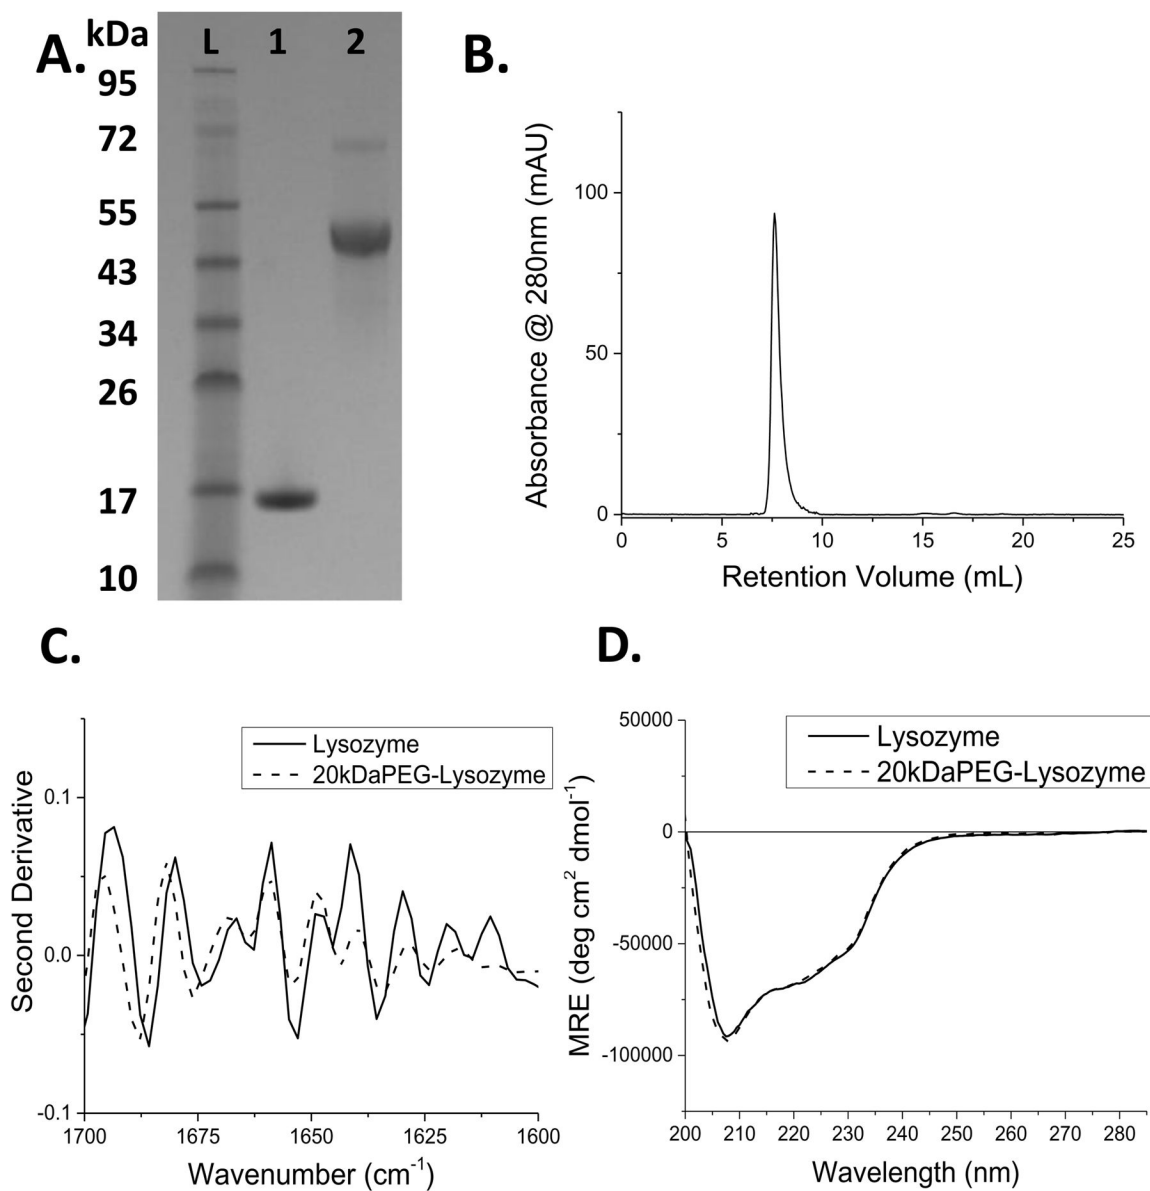 A.
kDa
L 1 2
95
72
55
43
34
26
17
10
B.
Absorbance @ 280nm (mAU)
100
50
0
0 5 10 15 20 25
Retention Volume (mL)
C.
Lysozyme
20kDaPEG-Lysozyme
Second Derivative
0.1
0.0
-0.1
1700 1675 1650 1625 1600
Wavenumber (cm⁻¹)
D.
Lysozyme
20kDaPEG-Lysozyme
MRE (deg cm² dmol⁻¹)
50000
0
-50000
-100000
200 210 220 230 240 250 260 270 280
Wavelength (nm)